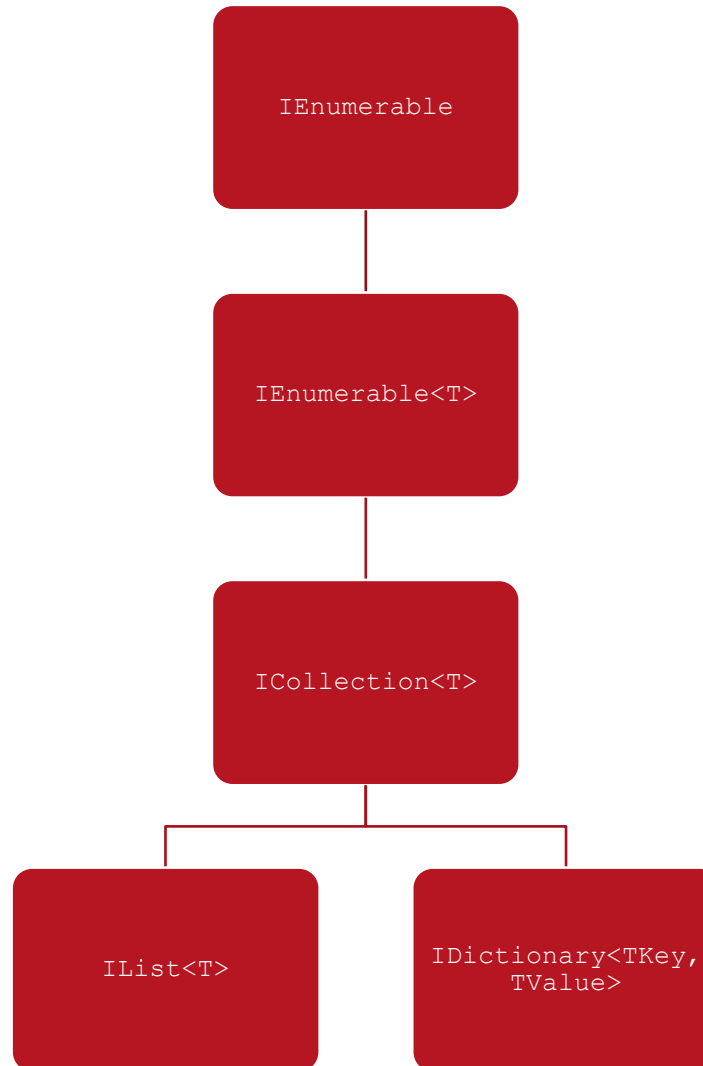 IEnumerable
IEnumerable<T>
ICollection<T>
IList<T>
IDictionary<TKey,
TValue>